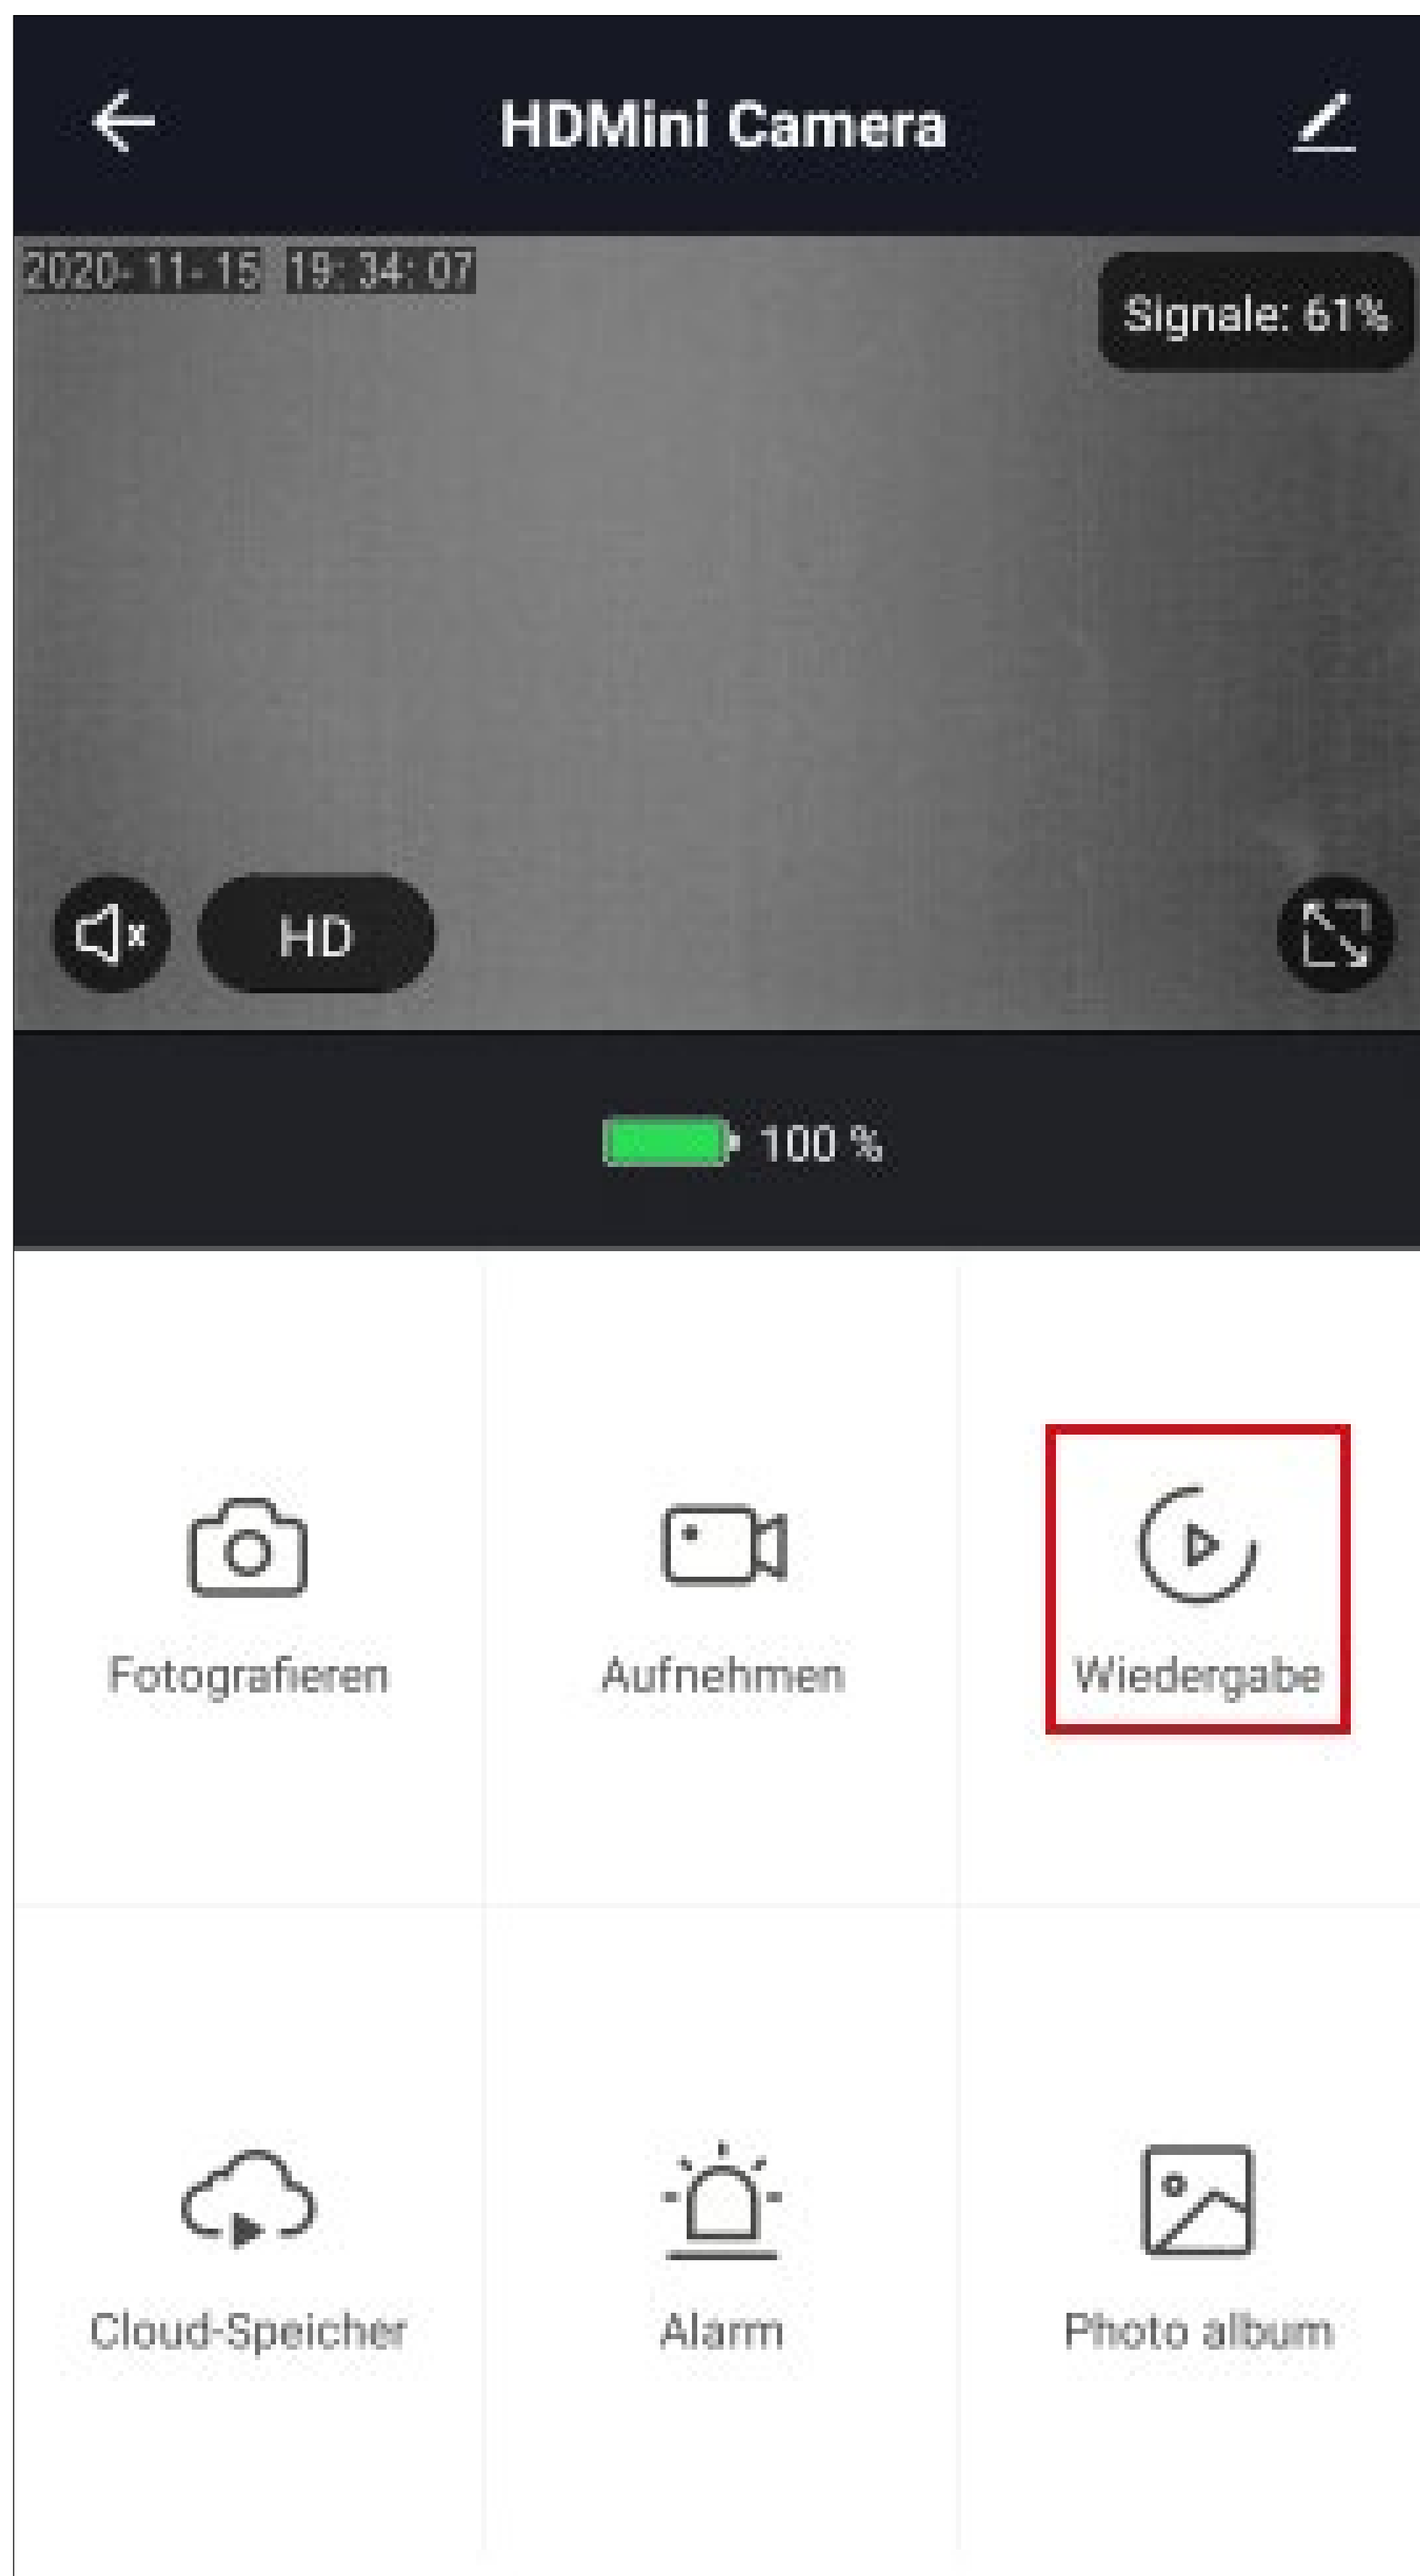 HDMini Camera
2020-11-15 19:34:07
Signale: 61%
HD
100 %
Fotografieren
Aufnehmen
Wiedergabe
Cloud-Speicher
Alarm
Photo album